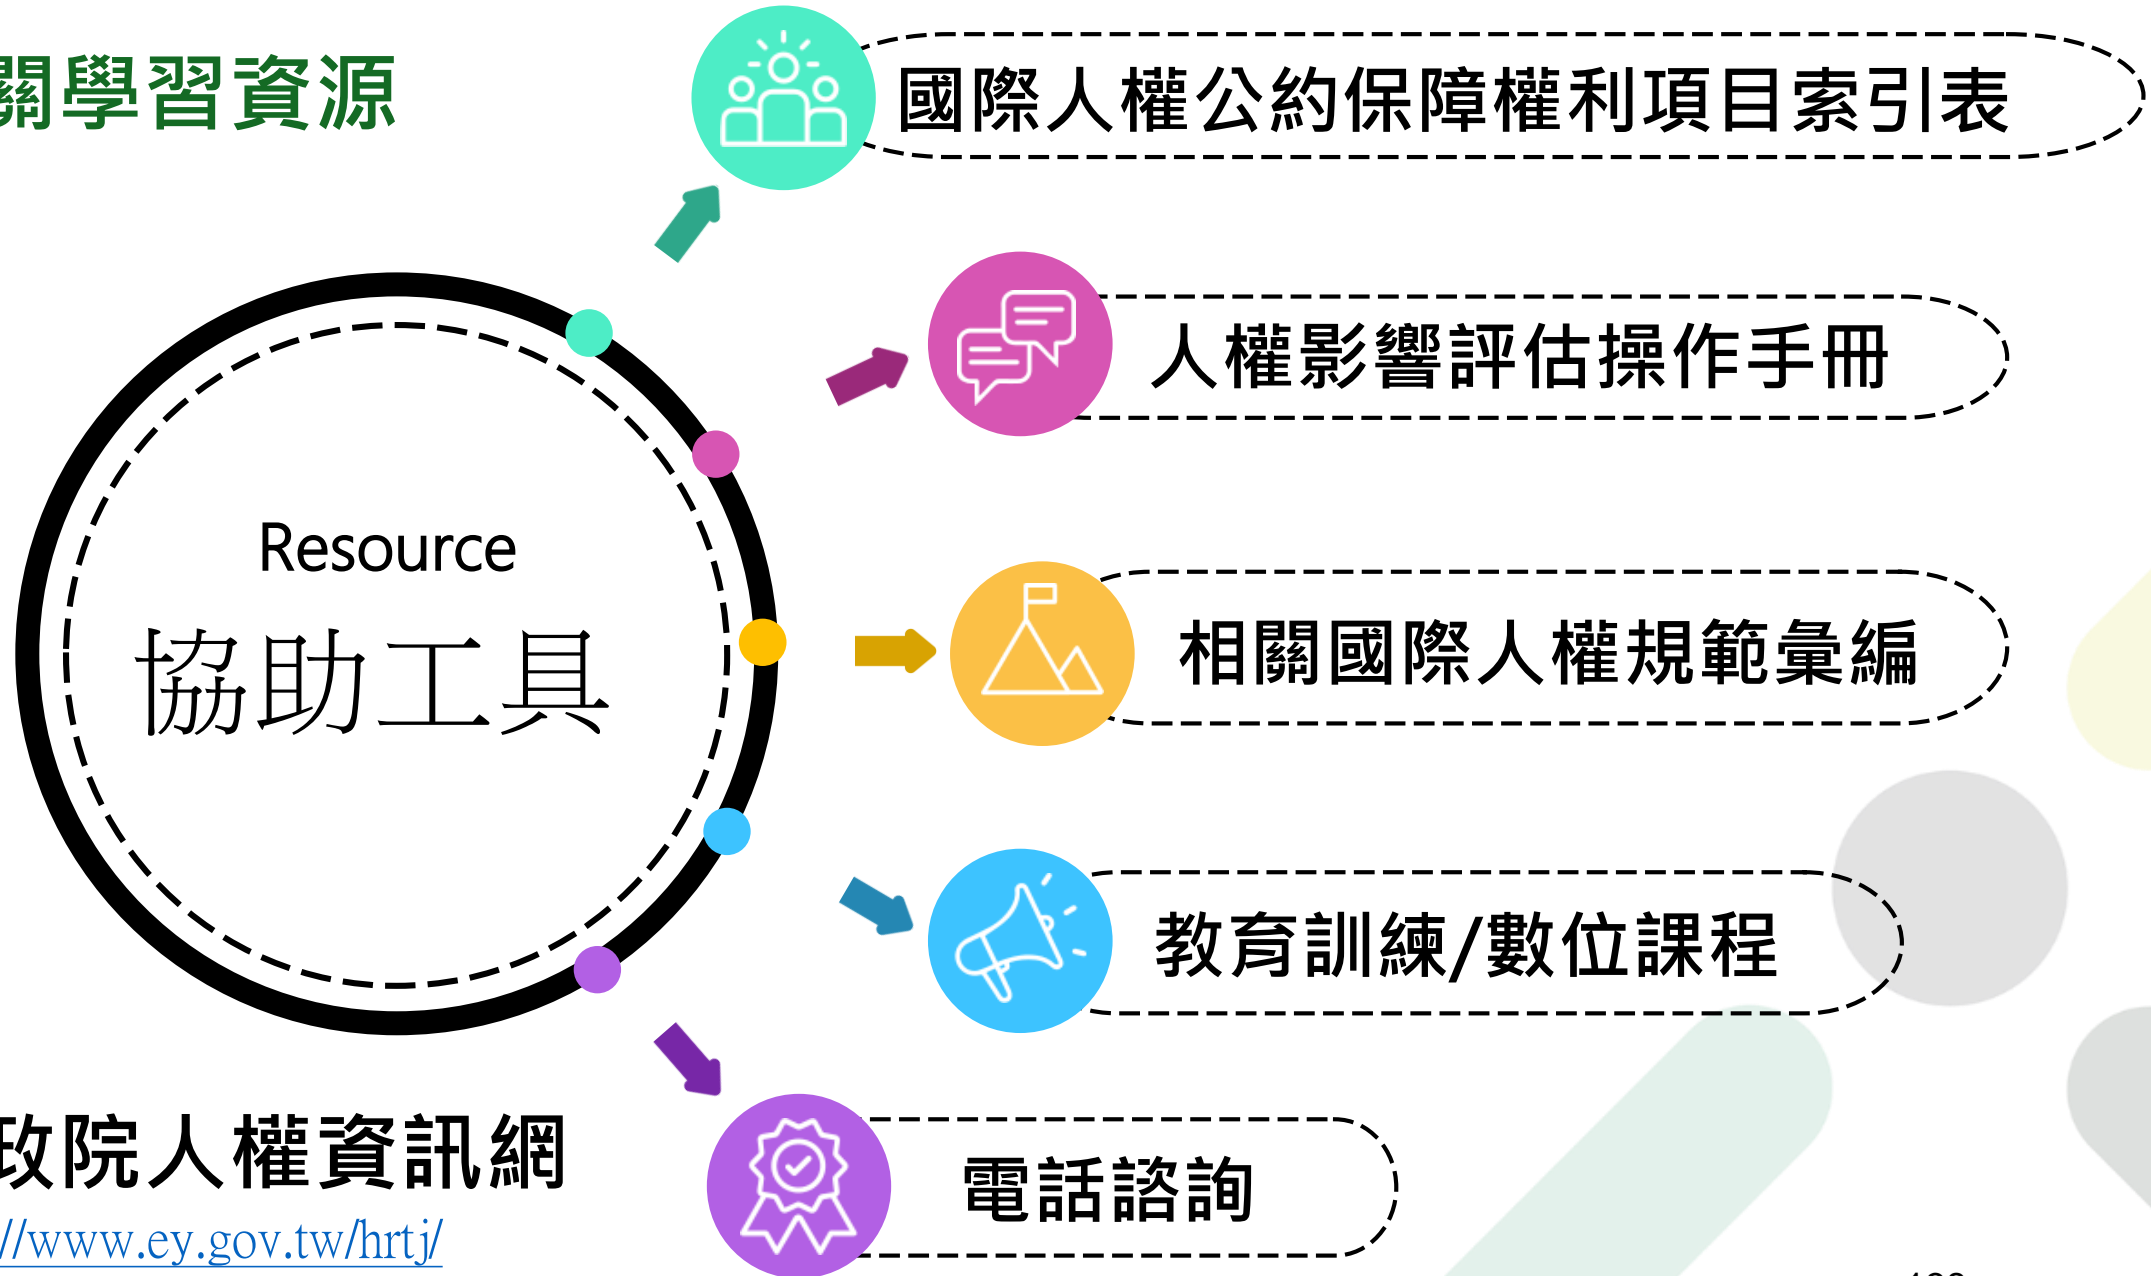 關學習資源
國際人權公約保障權利項目索引表
人權影響評估操作手冊
Resource
協助工具
相關國際人權規範彙編
教育訓練/數位課程
政院人權資訊網
電話諮詢
//www.ey.gov.tw/hrtj/